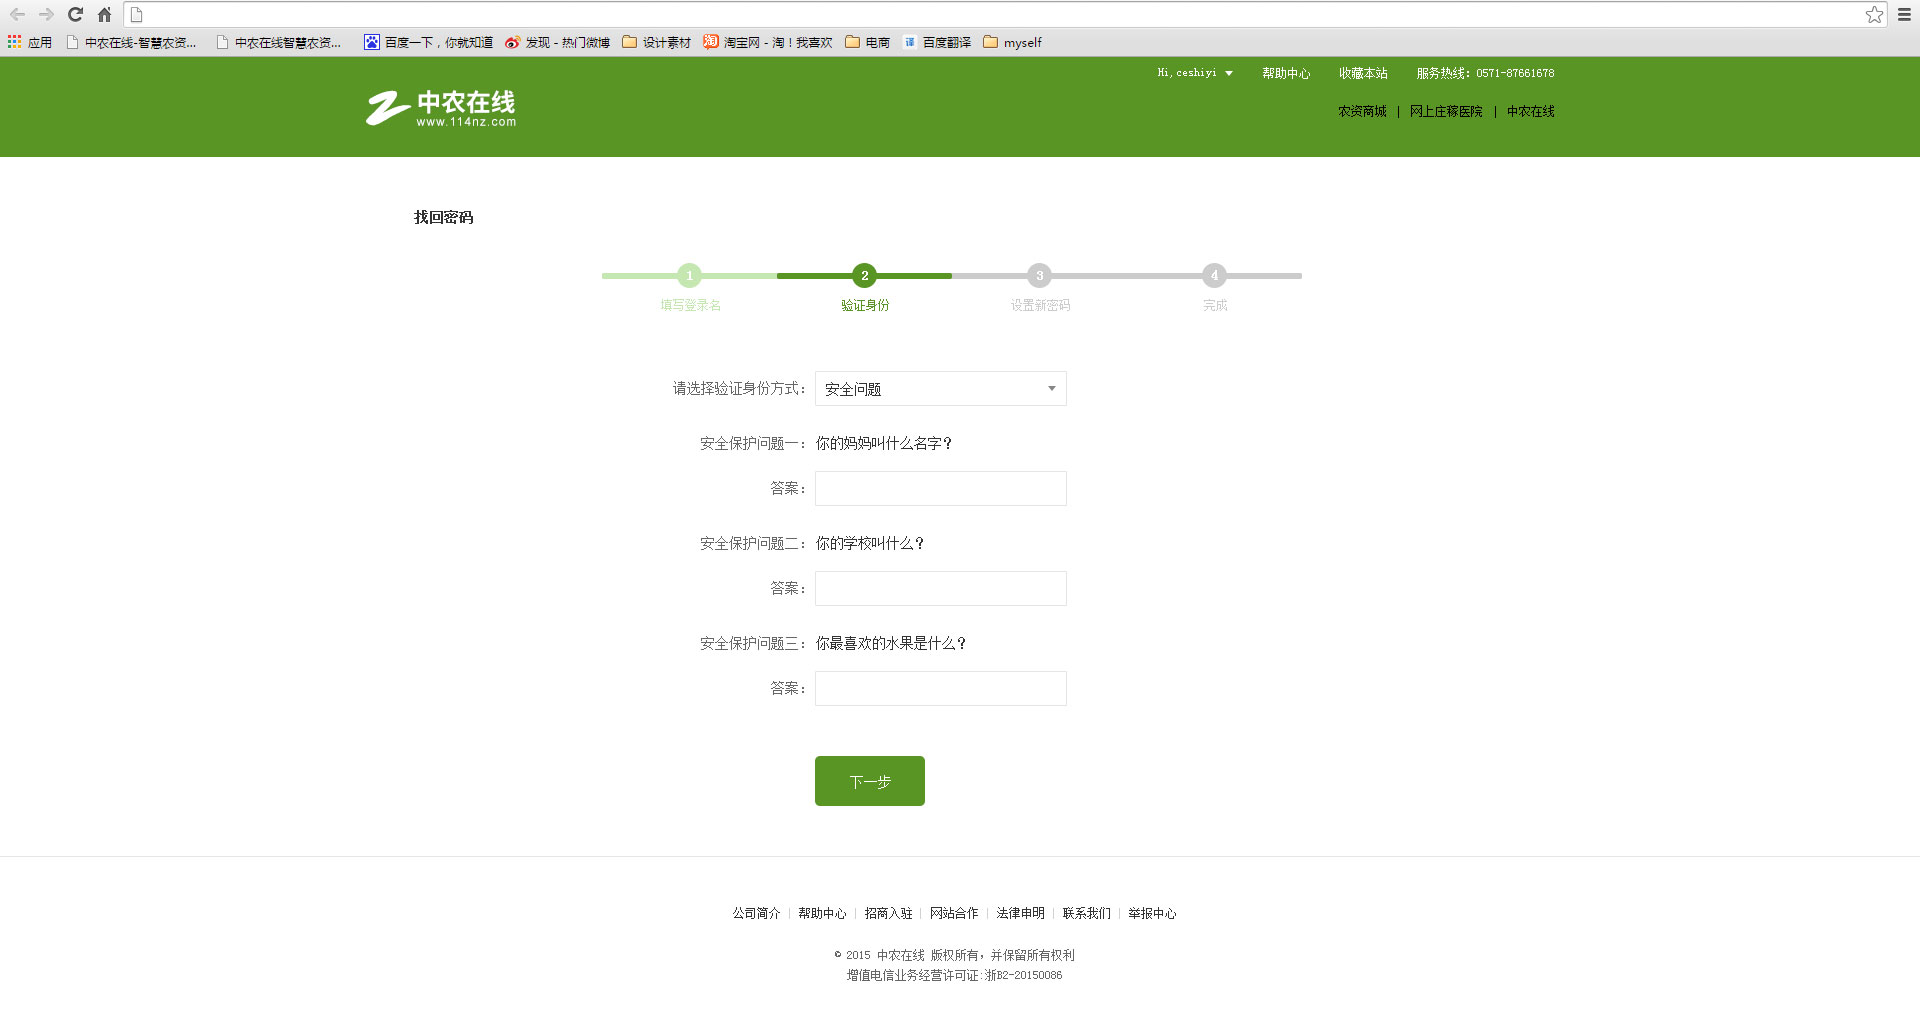 应用 中农在线-智慧农资... 中农在线智慧农资... 百度一下，你就知道 发现 - 热门微博 设计素材 淘宝网 - 淘！我喜欢 电商 百度翻译 myself
Hi,ceshiyi 帮助中心 收藏本站 服务热线：0571-87661678
中农在线
www.114nz.com
农资商城 | 网上庄稼医院 | 中农在线
找回密码
1 2 3 4
填写登录名 验证身份 设置新密码 完成
请选择验证身份方式： 安全问题
安全保护问题一： 你的妈妈叫什么名字？
答案：
安全保护问题二： 你的学校叫什么？
答案：
安全保护问题三： 你最喜欢的水果是什么？
答案：
下一步
公司简介 | 帮助中心 | 招商入驻 | 网站合作 | 法律申明 | 联系我们 | 举报中心
© 2015 中农在线 版权所有，并保留所有权利
增值电信业务经营许可证:浙B2-20150086